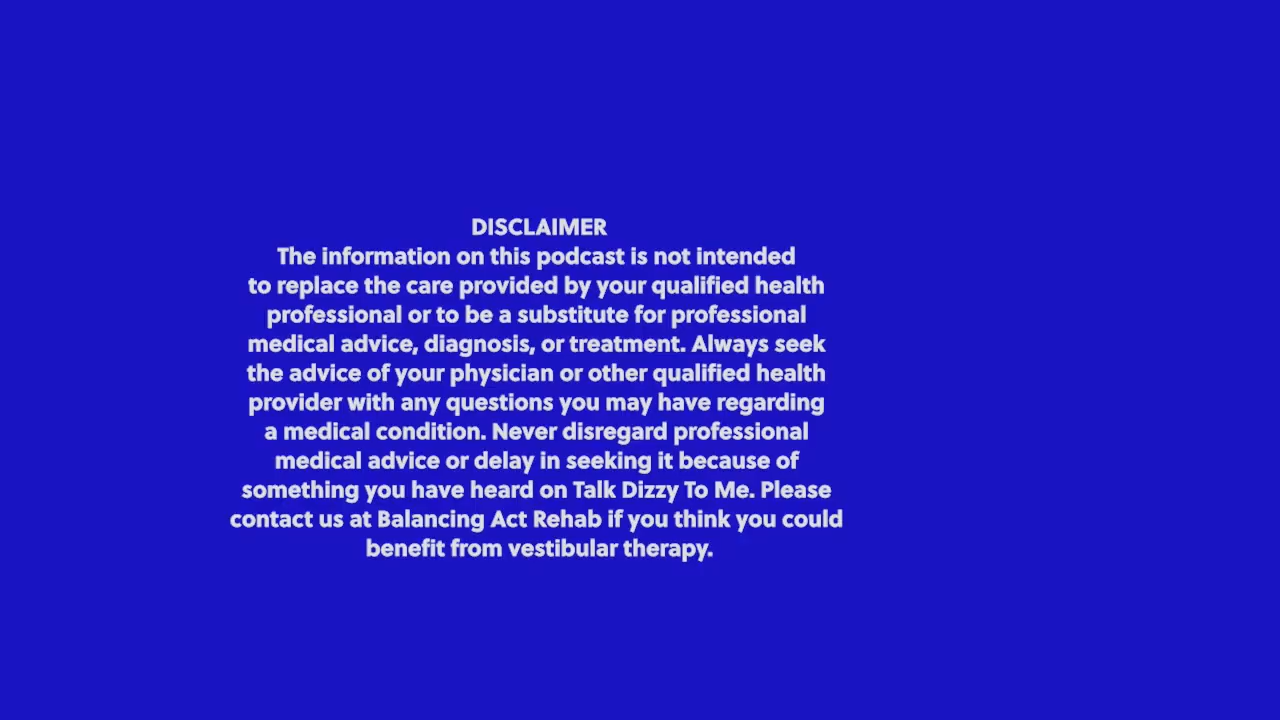 DISCLAIMER
The information on this podcast is not intended
to replace the care provided by your qualified health
professional or to be a substitute for professional
medical advice, diagnosis, or treatment. Always seek
the advice of your physician or other qualified health
provider with any questions you may have regarding
a medical condition. Never disregard professional
medical advice or delay in seeking it because of
something you have heard on Talk Dizzy To Me. Please
contact us at Balancing Act Rehab if you think you could
benefit from vestibular therapy.